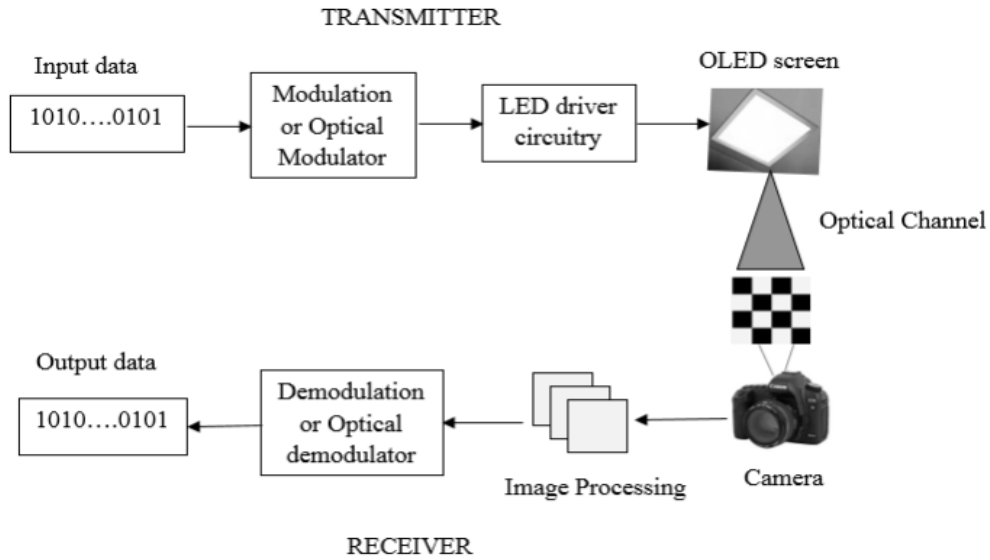 TRANSMITTER
Input data
1010....0101
Modulation
or Optical
Modulator
LED driver
circuitry
OLED screen
Optical Channel
Output data
1010....0101
Demodulation
or Optical
demodulator
Image Processing
Camera
RECEIVER